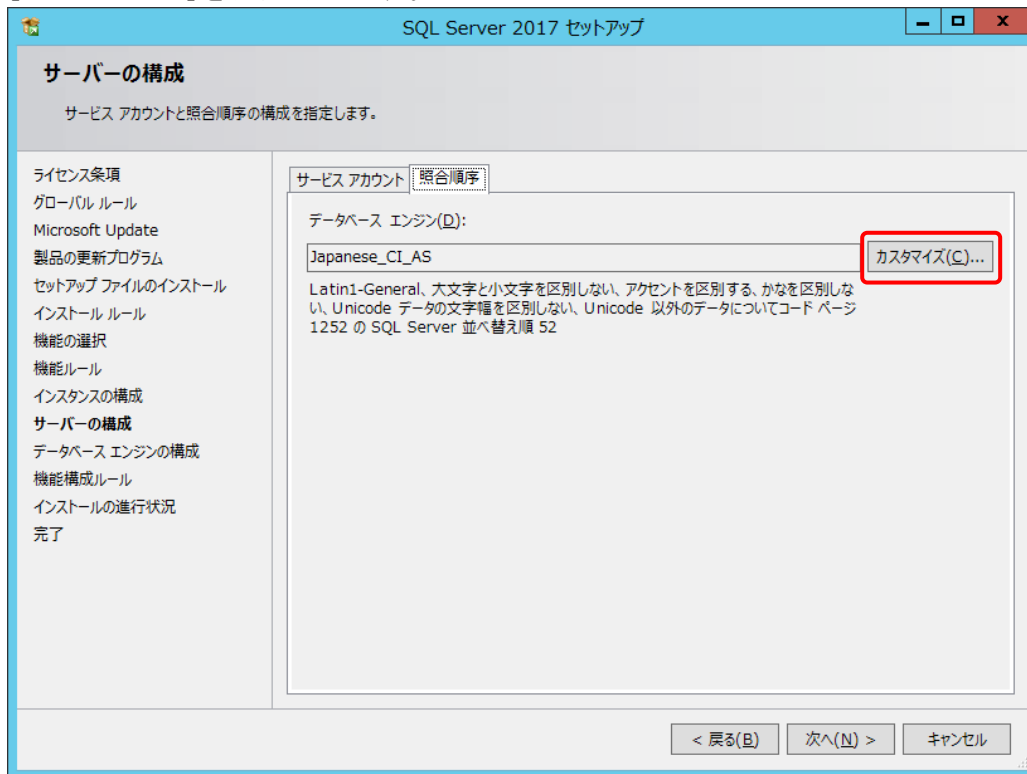 SQL Server 2017 セットアップ
サーバーの構成
サービス アカウントと照合順序の構成を指定します。
ライセンス条項
グローバル ルール
Microsoft Update
製品の更新プログラム
セットアップ ファイルのインストール
インストール ルール
機能の選択
機能ルール
インスタンスの構成
サーバーの構成
データベース エンジンの構成
機能構成ルール
インストールの進行状況
完了
サービス アカウント 照合順序
データベース エンジン(D):
Japanese_CI_AS カスタマイズ(C)...
Latin1-General、大文字と小文字を区別しない、アクセントを区別する、かなを区別しな
い、Unicode データの文字幅を区別しない、Unicode 以外のデータについてコード ページ
1252 の SQL Server 並べ替え順 52
< 戻る(B) 次へ(N) > キャンセル